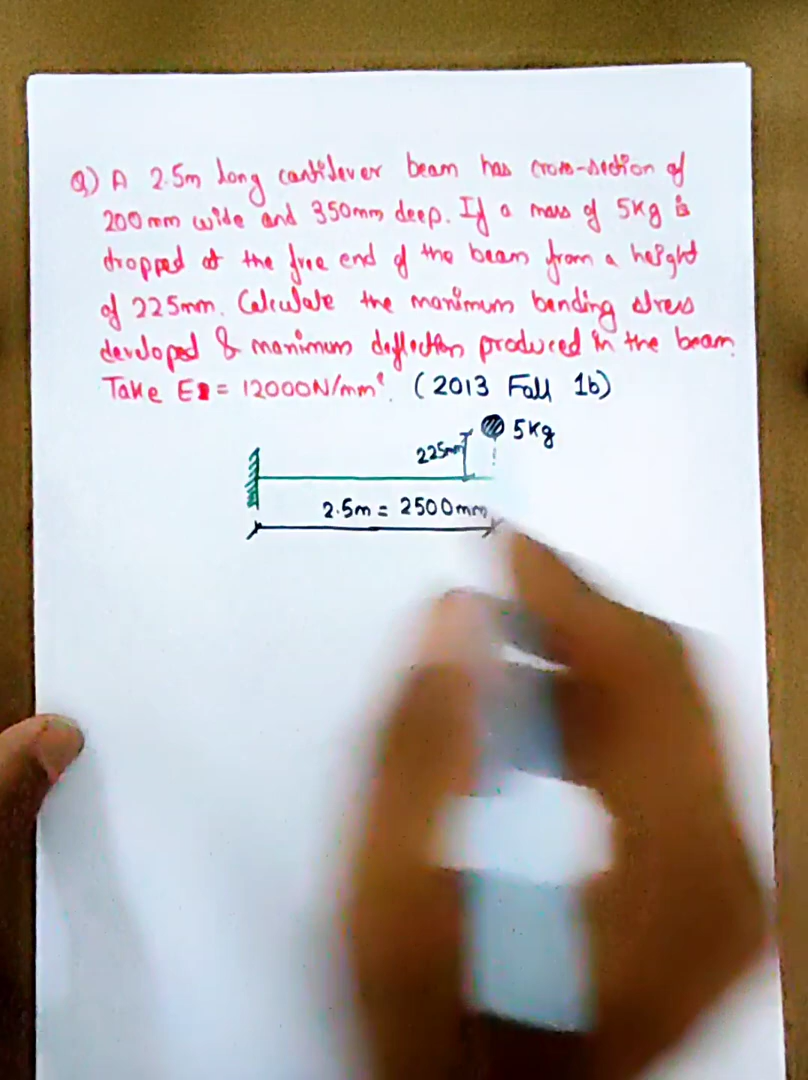 Q) A 2.5m long cantilever beam has cross-section of
200mm wide and 350mm deep. If a mass of 5Kg is
dropped at the free end of the beam from a height
of 225mm. Calculate the maximum bending stress
developed & maximum deflection produced in the beam.
Take E = 12000N/mm². (2013 Fall 1b)
5Kg
225mm
2.5m = 2500mm